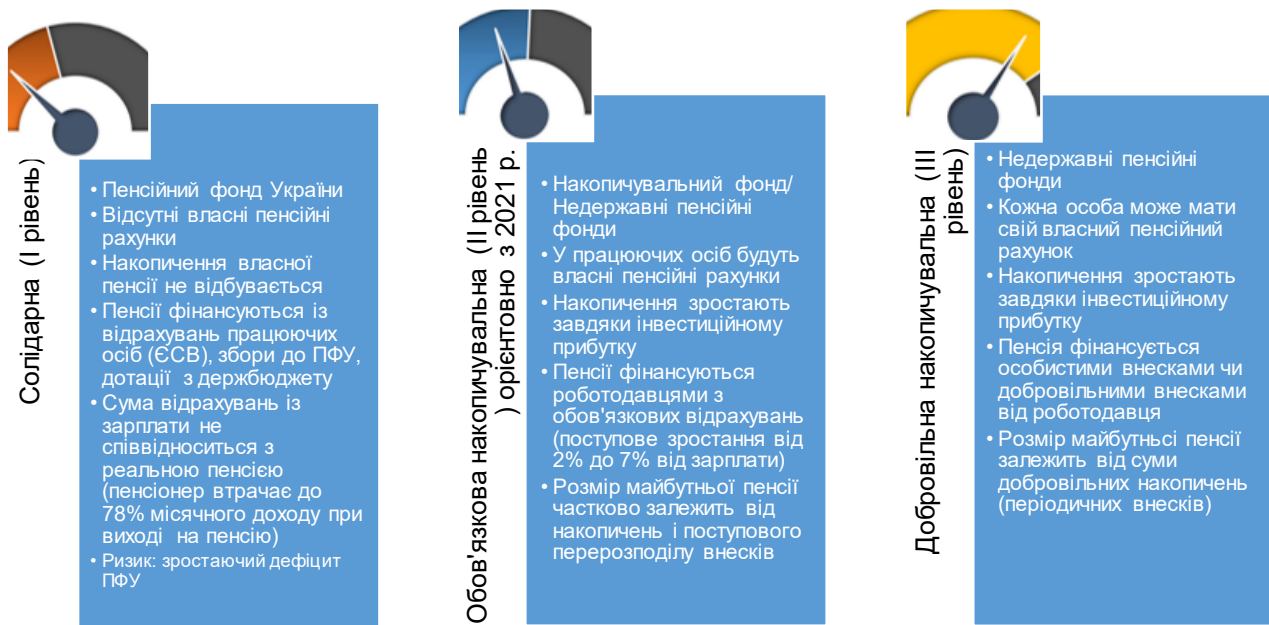 Солідарна (І рівень)
• Пенсійний фонд України
• Відсутні власні пенсійні
рахунки
• Накопичення власної
пенсії не відбувається
• Пенсії фінансуються із
відрахувань працюючих
осіб (ЄСВ), збори до ПФУ,
дотації з держбюджету
• Сума відрахувань із
зарплати не
співвідноситься з
реальною пенсією
(пенсіонер втрачає до
78% місячного доходу при
виході на пенсію)
• Ризик: зростаючий дефіцит
ПФУ
Обов'язкова накопичувальна (ІІ рівень
) орієнтовно з 2021 р.
• Накопичувальний фонд/
Недержавні пенсійні
фонди
• У працюючих осіб будуть
власні пенсійні рахунки
• Накопичення зростають
завдяки інвестиційному
прибутку
• Пенсії фінансуються
роботодавцями з
обов'язкових відрахувань
(поступове зростання від
2% до 7% від зарплати)
• Розмір майбутньої пенсії
частково залежить від
накопичень і поступового
перерозподілу внесків
Добровільна накопичувальна (ІІІ
рівень)
• Недержавні пенсійні
фонди
• Кожна особа може мати
свій власний пенсійний
рахунок
• Накопичення зростають
завдяки інвестиційному
прибутку
• Пенсія фінансується
особистими внесками чи
добровільними внесками
від роботодавця
• Розмір майбутньсі пенсії
залежить від суми
добровільних накопичень
(періодичних внесків)